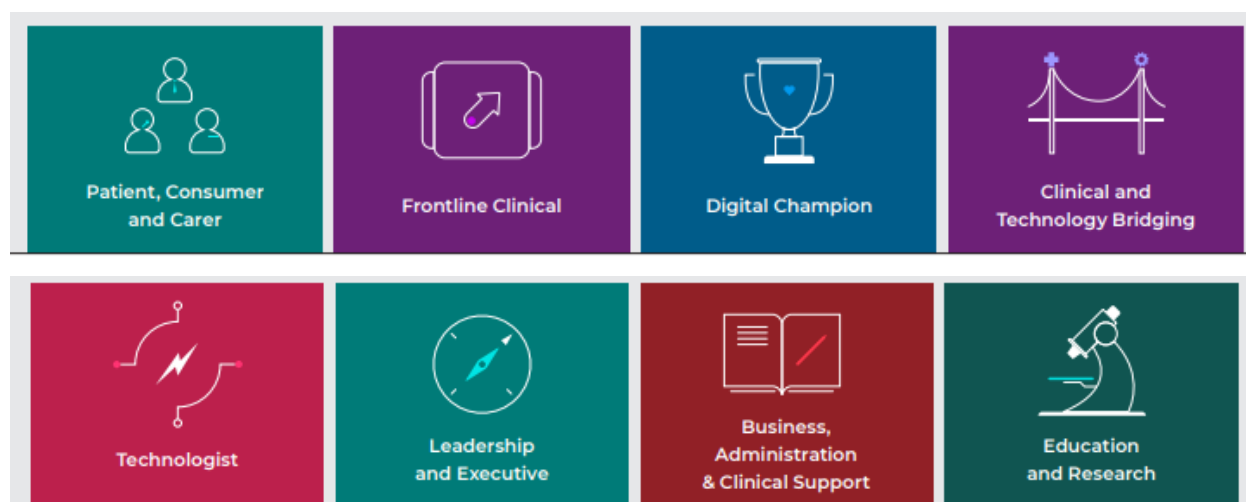 Patient, Consumer
and Carer
Frontline Clinical
Digital Champion
Clinical and
Technology Bridging
Technologist
Leadership
and Executive
Business,
Administration
& Clinical Support
Education
and Research